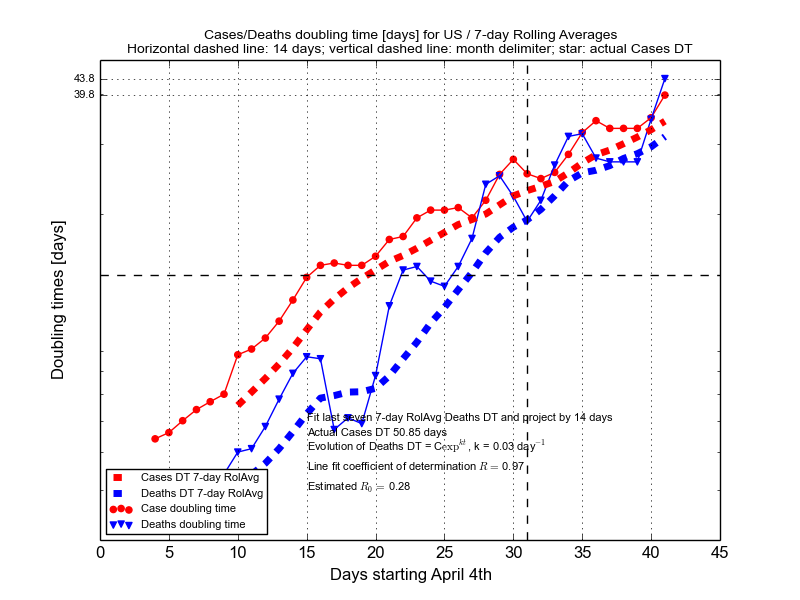 Cases/Deaths doubling time [days] for US / 7-day Rolling Averages
Horizontal dashed line: 14 days; vertical dashed line: month delimiter; star: actual Cases DT
43.8
39.8
Doubling times [days]
Fit last seven 7-day RolAvg Deaths DT and project by 14 days
Actual Cases DT 50.85 days
Evolution of Deaths DT = Cexp^{kt}, k = 0.03 day^{-1}
Line fit coefficient of determination R = 0.97
Estimated R_0 = 0.28
Cases DT 7-day RolAvg
Deaths DT 7-day RolAvg
Case doubling time
Deaths doubling time
0 5 10 15 20 25 30 35 40 45
Days starting April 4th